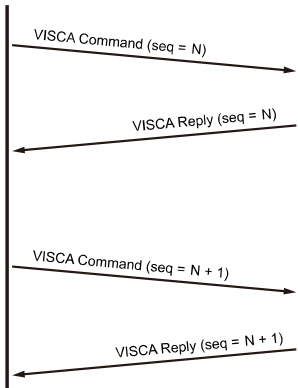 VISCA Command (seq = N)
VISCA Reply (seq = N)
VISCA Command (seq = N + 1)
VISCA Reply (seq = N + 1)